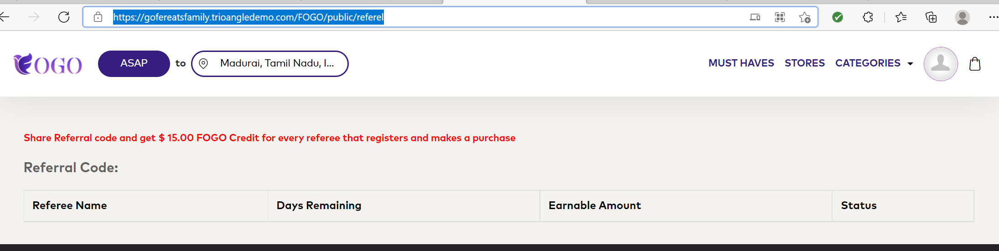 https://gofereatsfamily.trioangledemo.com/FOGO/public/referel
FOGO ASAP to Madurai, Tamil Nadu, I... MUST HAVES STORES CATEGORIES
Share Referral code and get $ 15.00 FOGO Credit for every referee that registers and makes a purchase
Referral Code:
Referee Name Days Remaining Earnable Amount Status